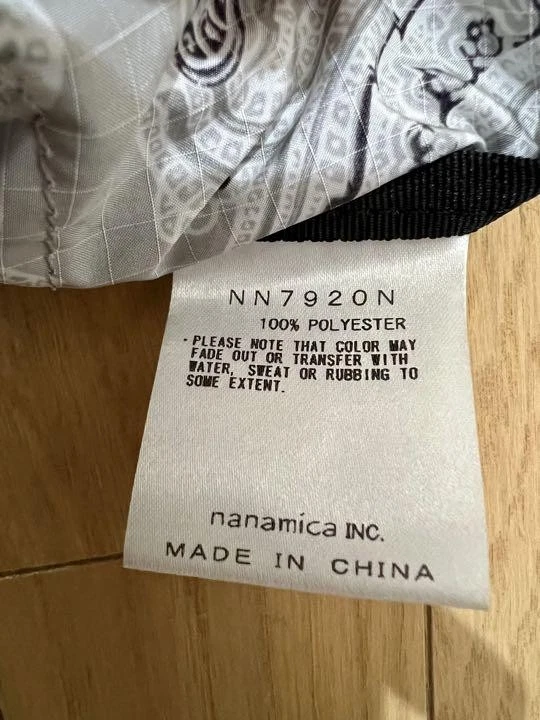 NN7920N
100% POLYESTER
・PLEASE NOTE THAT COLOR MAY
FADE OUT OR TRANSFER WITH
WATER, SWEAT OR RUBBING TO
SOME EXTENT.
nanamica INC.
MADE IN CHINA